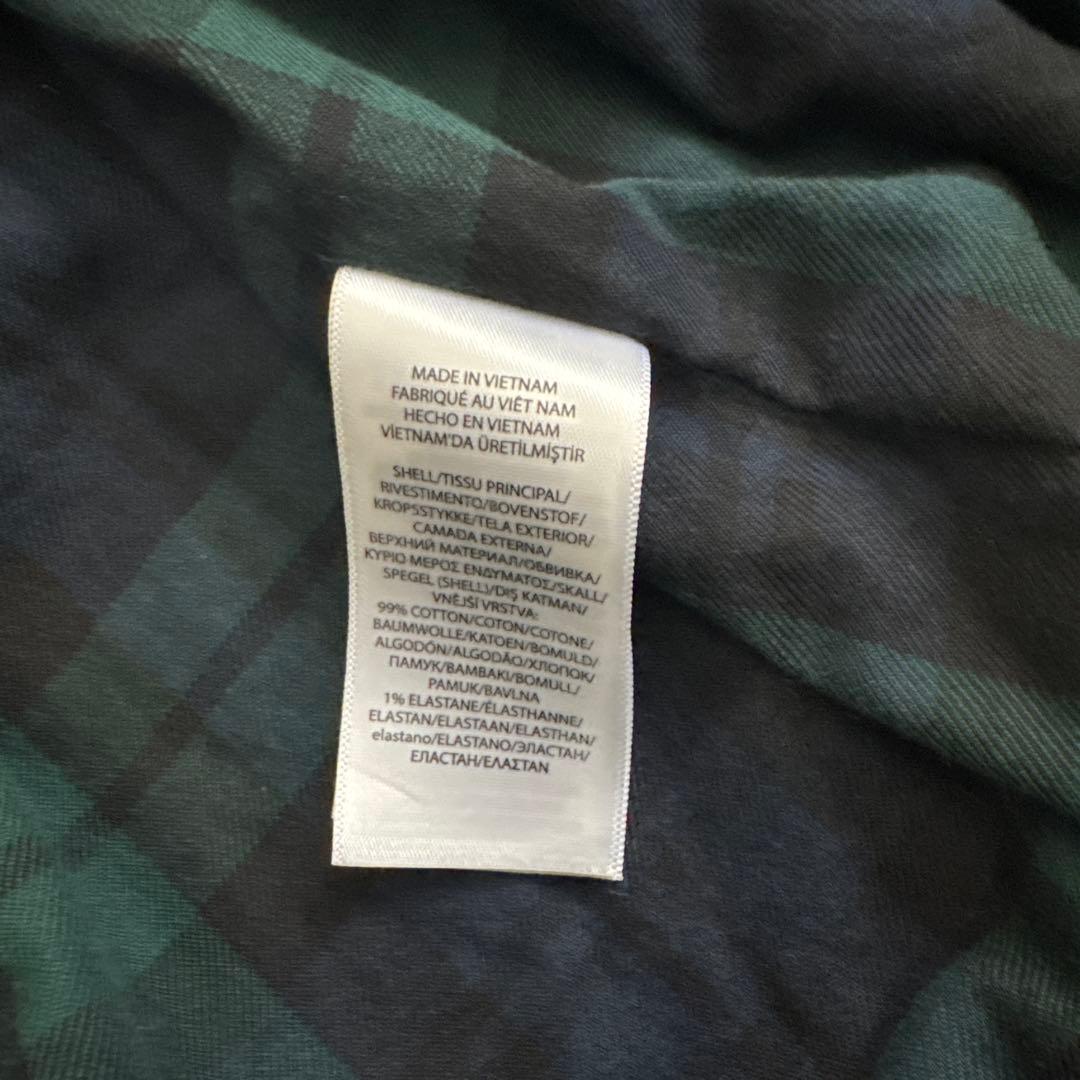 MADE IN VIETNAM
FABRIQUÉ AU VIÊT NAM
HECHO EN VIETNAM
VİETNAM'DA ÜRETİLMİŞTİR
SHELL/TISSU PRINCIPAL/
RIVESTIMENTO/BOVENSTOF/
KROPSSTYKKE/TELA EXTERIOR/
CAMADA EXTERNA/
ВЕРХНИЙ МАТЕРИАЛ/ОБВИВКА/
ΚΥΡΙΟ ΜΕΡΟΣ ΕΝΔΥΜΑΤΟΣ/SKALL/
SPEGEL (SHELL)/DIŞ KATMAN/
VNĚJŠÍ VRSTVA:
99% COTTON/COTON/COTONE/
BAUMWOLLE/KATOEN/BOMULD/
ALGODÓN/ALGODÃO/ХЛОПОК/
ПАМУК/ΒΑΜΒΑΚΙ/BOMULL/
PAMUK/BAVLNA
1% ELASTANE/ÉLASTHANNE/
ELASTAN/ELASTAAN/ELASTHAN/
elastano/ELASTANO/ЭЛАСТАН/
ЕЛАСТАН/ΕΛΑΣΤΑΝ